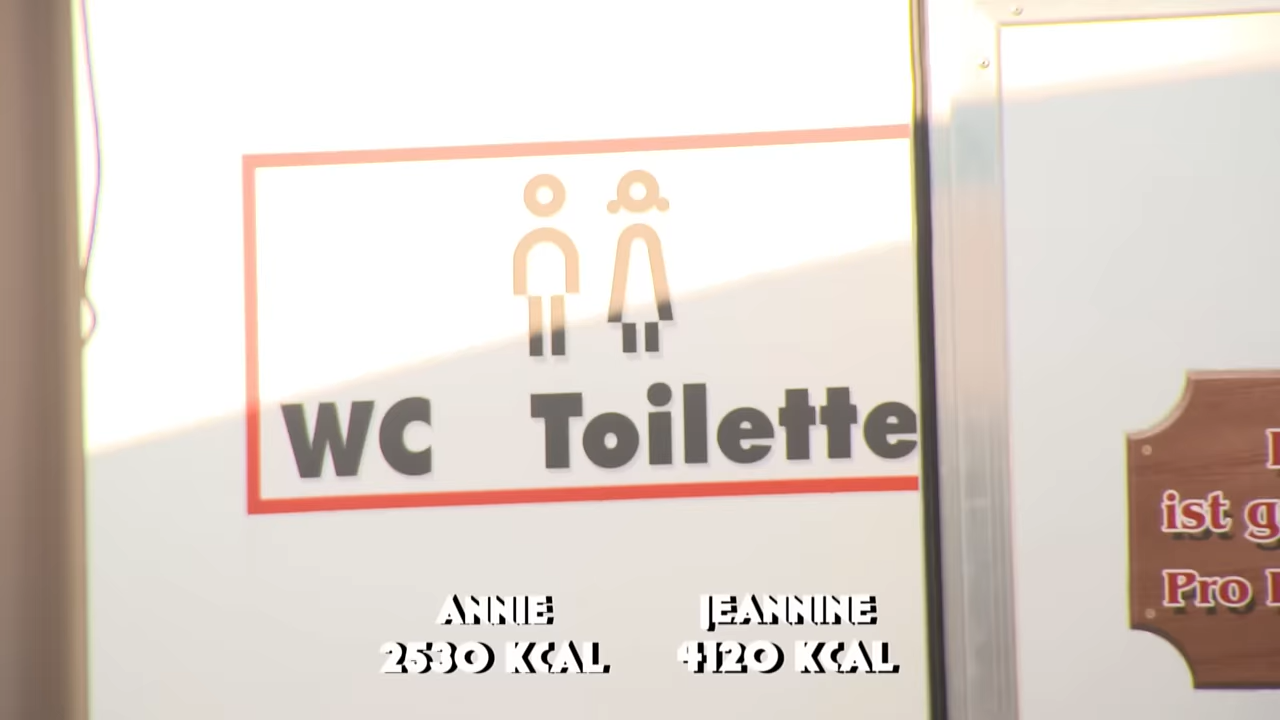 WC Toilette
ist
Pro
ANNIE JEANNINE
2530 KCAL 4120 KCAL